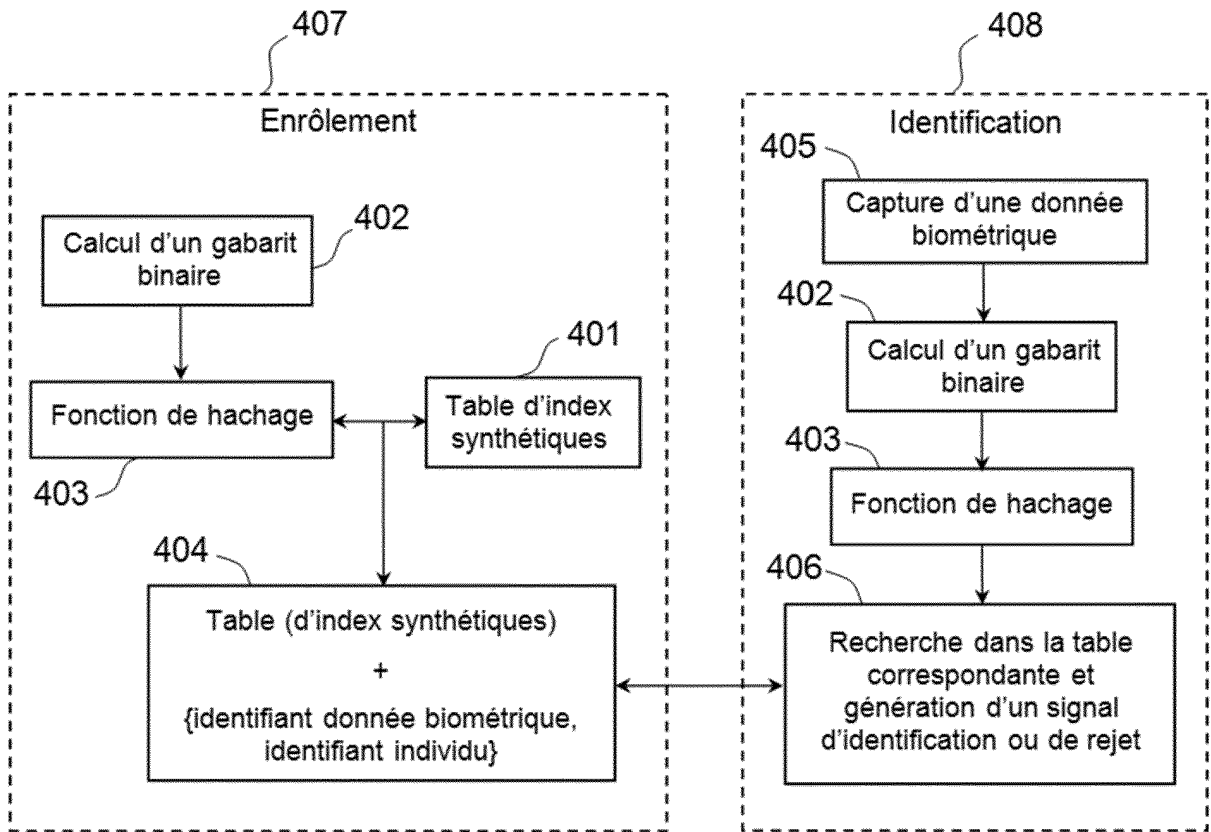 407
408
Enrôlement
Identification
405
Capture d'une donnée
biométrique
402
Calcul d'un gabarit
binaire
402
Calcul d'un gabarit
binaire
401
Fonction de hachage
Table d'index
synthétiques
403
403
Fonction de hachage
404
Table (d'index synthétiques)
+
{identifiant donnée biométrique,
identifiant individu}
406
Recherche dans la table
correspondante et
génération d'un signal
d'identification ou de rejet